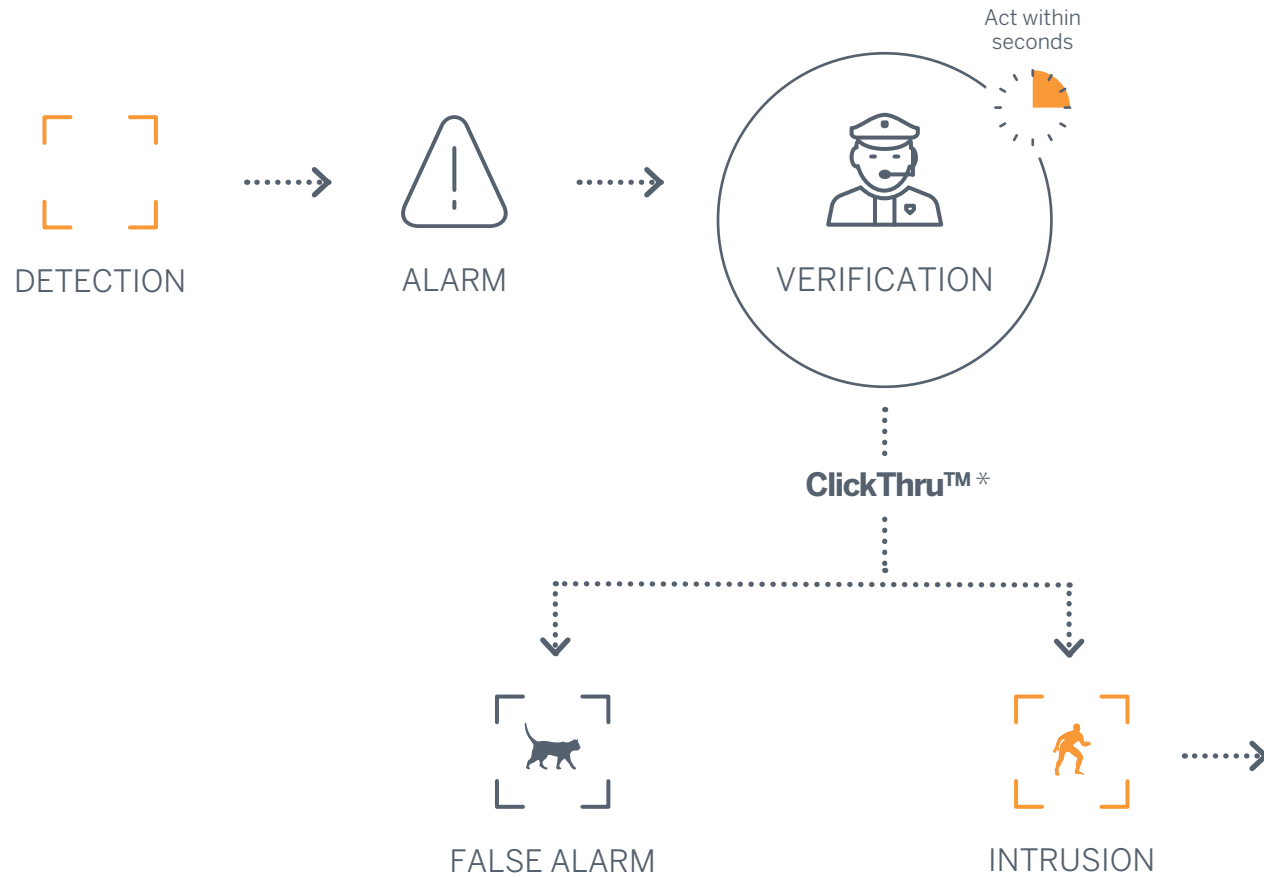 Act within
seconds
DETECTION
ALARM
VERIFICATION
ClickThru™ *
FALSE ALARM
INTRUSION